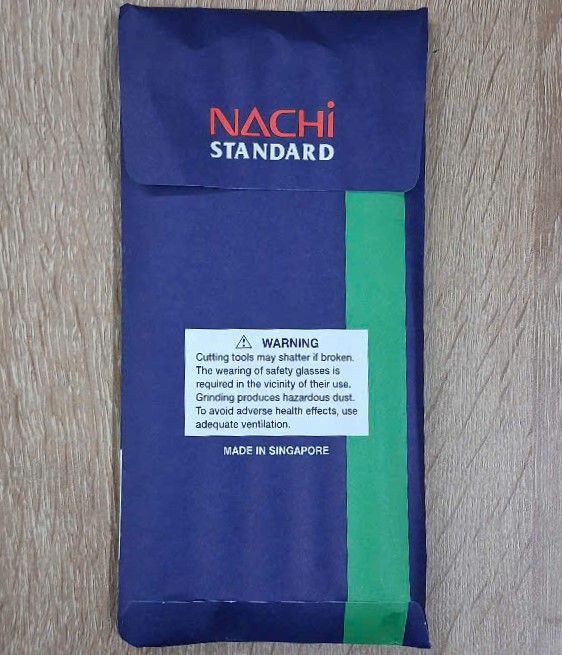 NACHi
STANDARD
WARNING
Cutting tools may shatter if broken.
The wearing of safety glasses is
required in the vicinity of their use.
Grinding produces hazardous dust.
To avoid adverse health effects, use
adequate ventilation.
MADE IN SINGAPORE